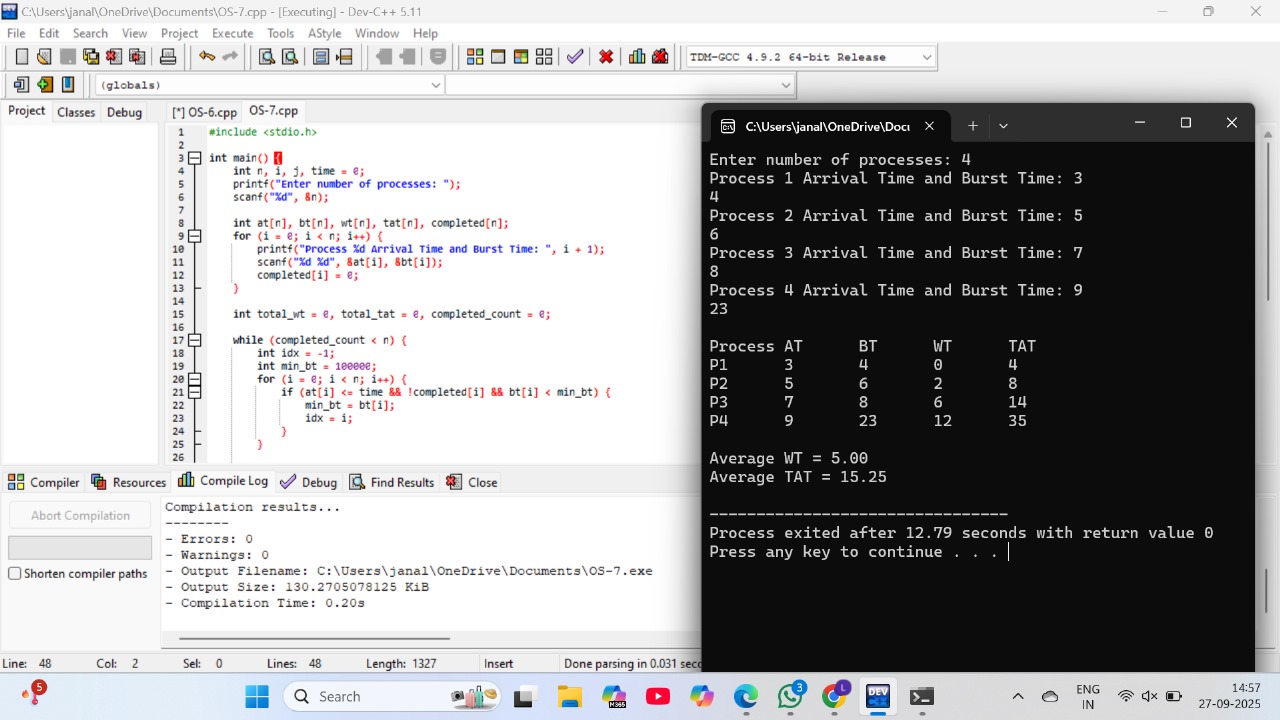 C:\Users\janal\OneDrive\Documents\OS-7.cpp - [Executing] - Dev-C++ 5.11
File Edit Search View Project Execute Tools AStyle Window Help
TDM-GCC 4.9.2 64-bit Release
(globals)
Project Classes Debug
[*] OS-6.cpp OS-7.cpp
1 #include <stdio.h>
2
3 int main() {
4 int n, i, j, time = 0;
5 printf("Enter number of processes: ");
6 scanf("%d", &n);
7
8 int at[n], bt[n], wt[n], tat[n], completed[n];
9 for (i = 0; i < n; i++) {
10 printf("Process %d Arrival Time and Burst Time: ", i + 1);
11 scanf("%d %d", &at[i], &bt[i]);
12 completed[i] = 0;
13 }
14
15 int total_wt = 0, total_tat = 0, completed_count = 0;
16
17 while (completed_count < n) {
18 int idx = -1;
19 int min_bt = 100000;
20 for (i = 0; i < n; i++) {
21 if (at[i] <= time && !completed[i] && bt[i] < min_bt) {
22 min_bt = bt[i];
23 idx = i;
24 }
25 }
26
C:\Users\janal\OneDrive\Docu
Enter number of processes: 4
Process 1 Arrival Time and Burst Time: 3
4
Process 2 Arrival Time and Burst Time: 5
6
Process 3 Arrival Time and Burst Time: 7
8
Process 4 Arrival Time and Burst Time: 9
23
Process AT BT WT TAT
P1 3 4 0 4
P2 5 6 2 8
P3 7 8 6 14
P4 9 23 12 35
Average WT = 5.00
Average TAT = 15.25
--------------------------------
Process exited after 12.79 seconds with return value 0
Press any key to continue . . .
Compiler Resources Compile Log Debug Find Results Close
Abort Compilation
Shorten compiler paths
Compilation results...
--------
- Errors: 0
- Warnings: 0
- Output Filename: C:\Users\janal\OneDrive\Documents\OS-7.exe
- Output Size: 130.2705078125 KiB
- Compilation Time: 0.20s
Line: 48 Col: 2 Sel: 0 Lines: 48 Length: 1327 Insert Done parsing in 0.031 seco
5
Search
M365
3
L
DEV
ENG
IN
14:57
27-09-2025